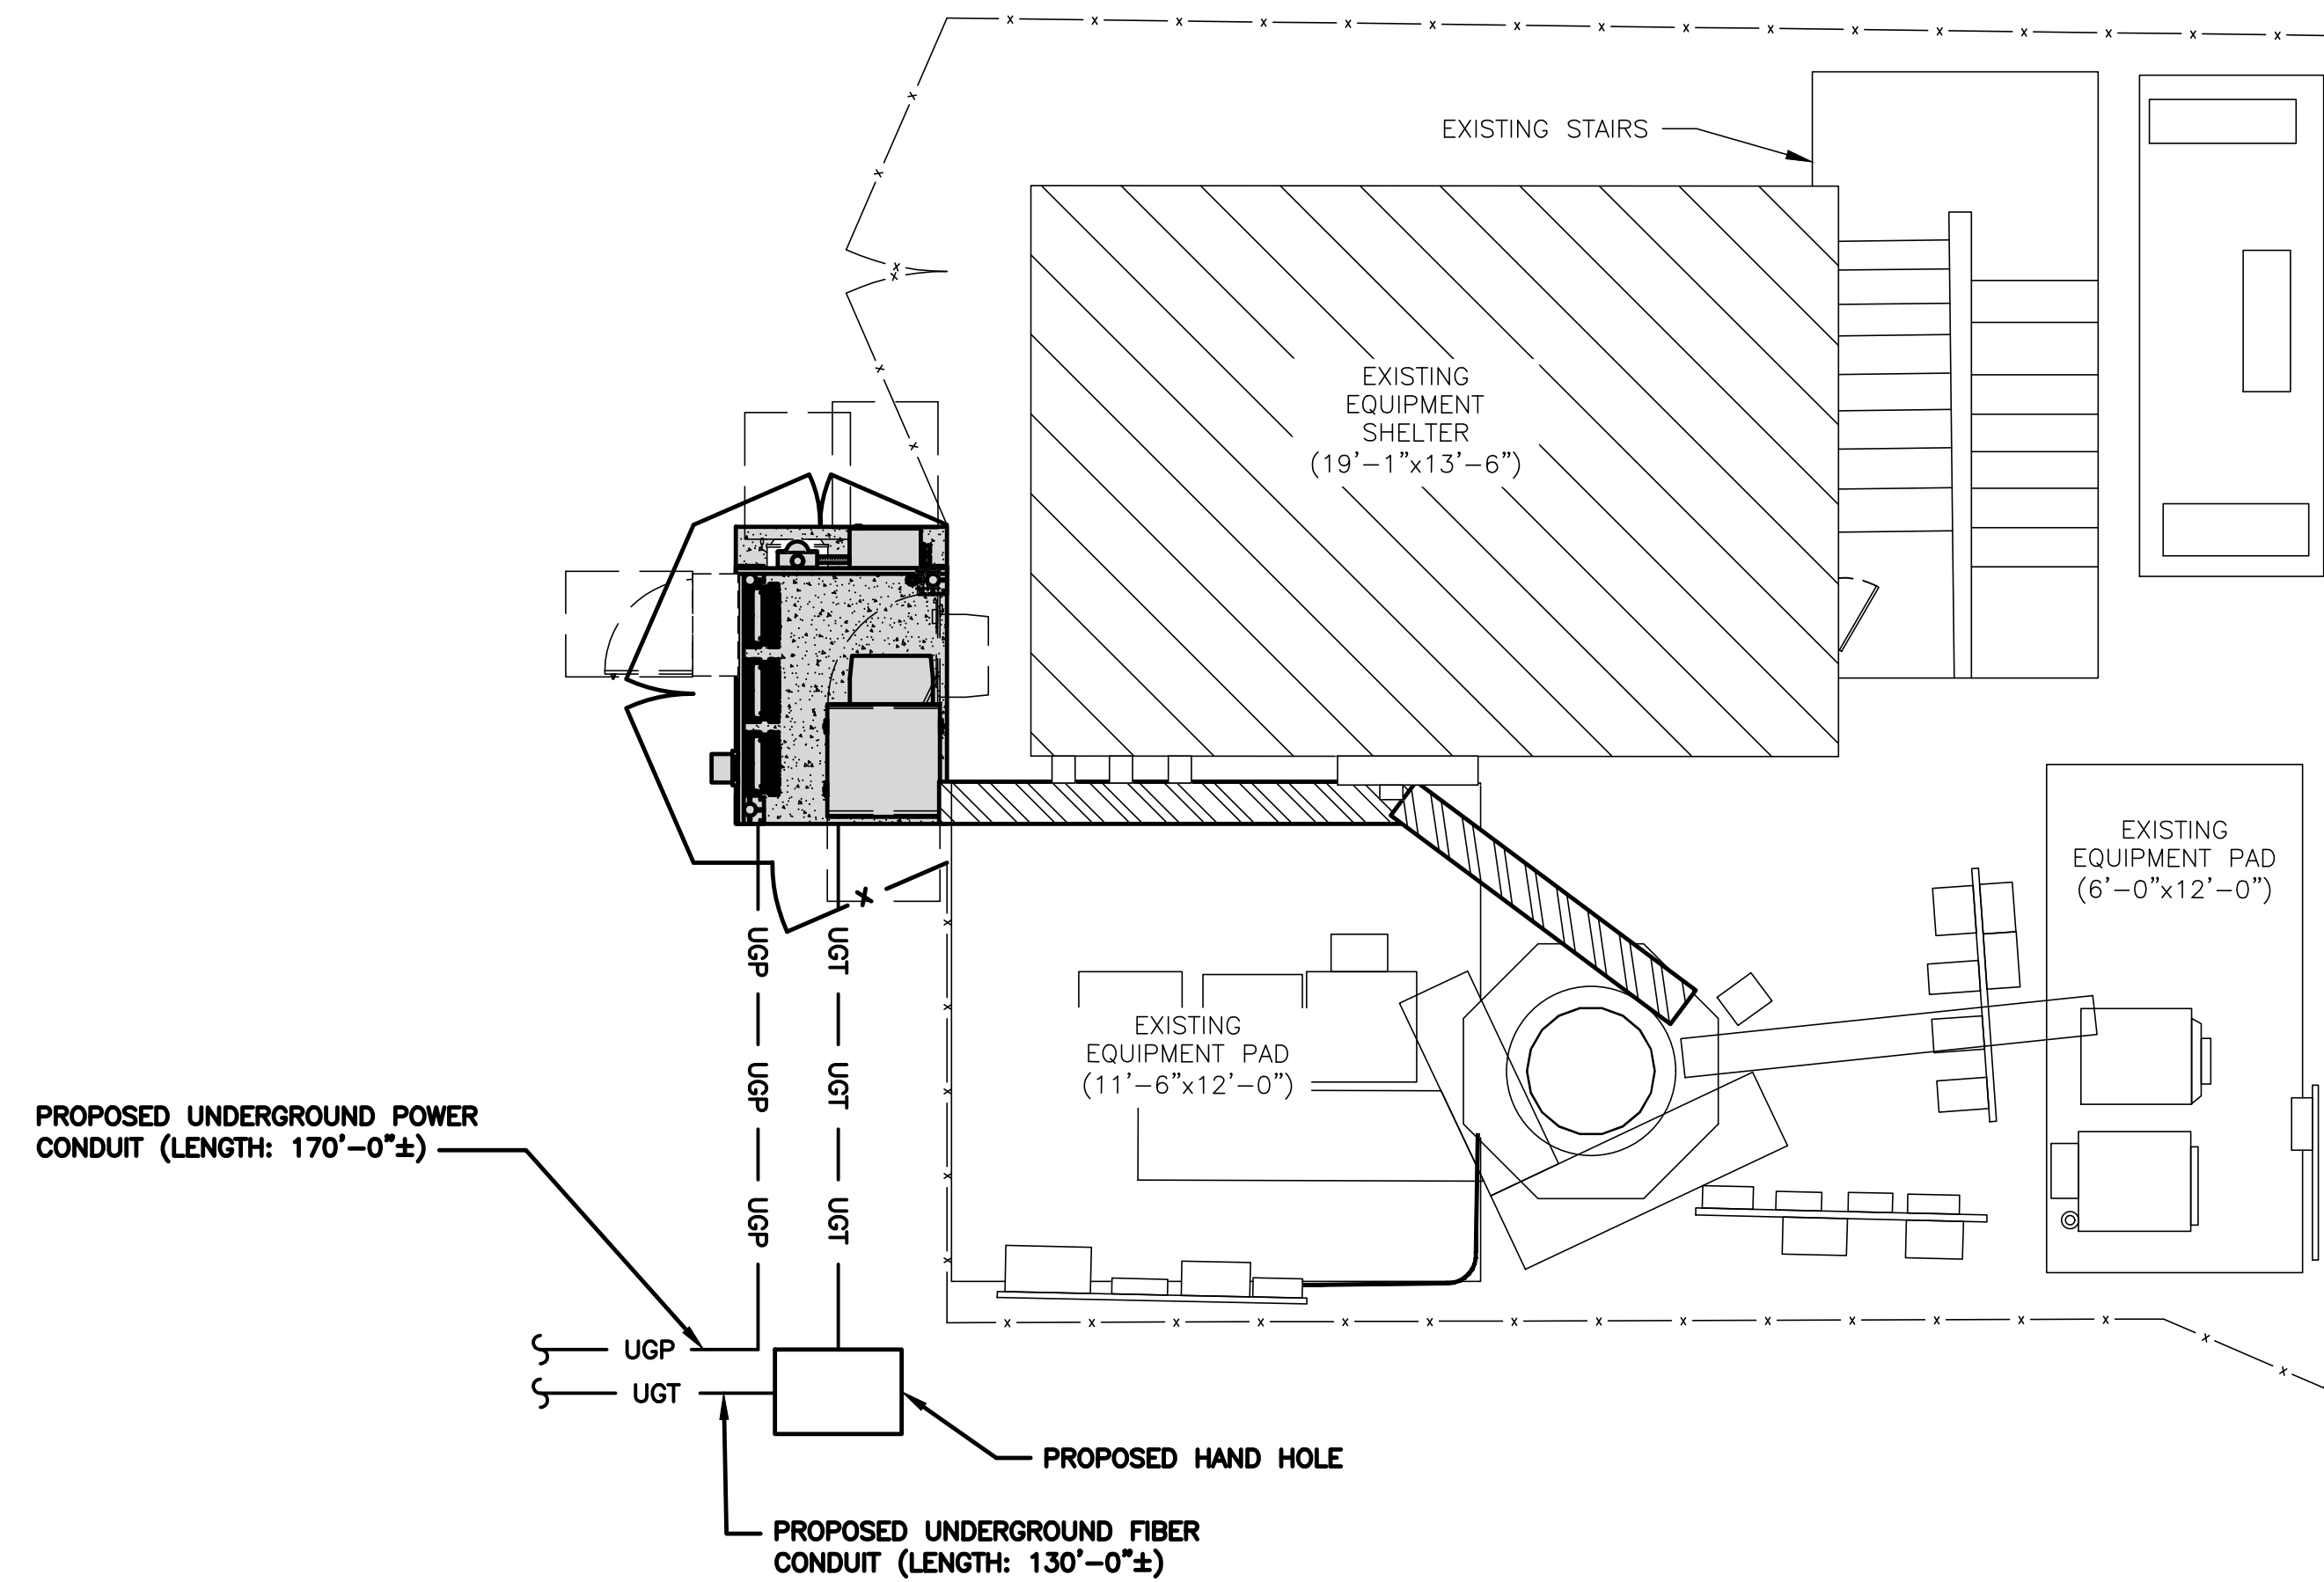 EXISTING STAIRS
EXISTING
EQUIPMENT
SHELTER
(19'-1"x13'-6")
EXISTING
EQUIPMENT PAD
(6'-0"x12'-0")
UGP
UGT
EXISTING
EQUIPMENT PAD
(11'-6"x12'-0")
UGP
UGT
PROPOSED UNDERGROUND POWER
CONDUIT (LENGTH: 170'-0"±)
UGP
UGT
UGP
UGT
PROPOSED HAND HOLE
PROPOSED UNDERGROUND FIBER
CONDUIT (LENGTH: 130'-0"±)